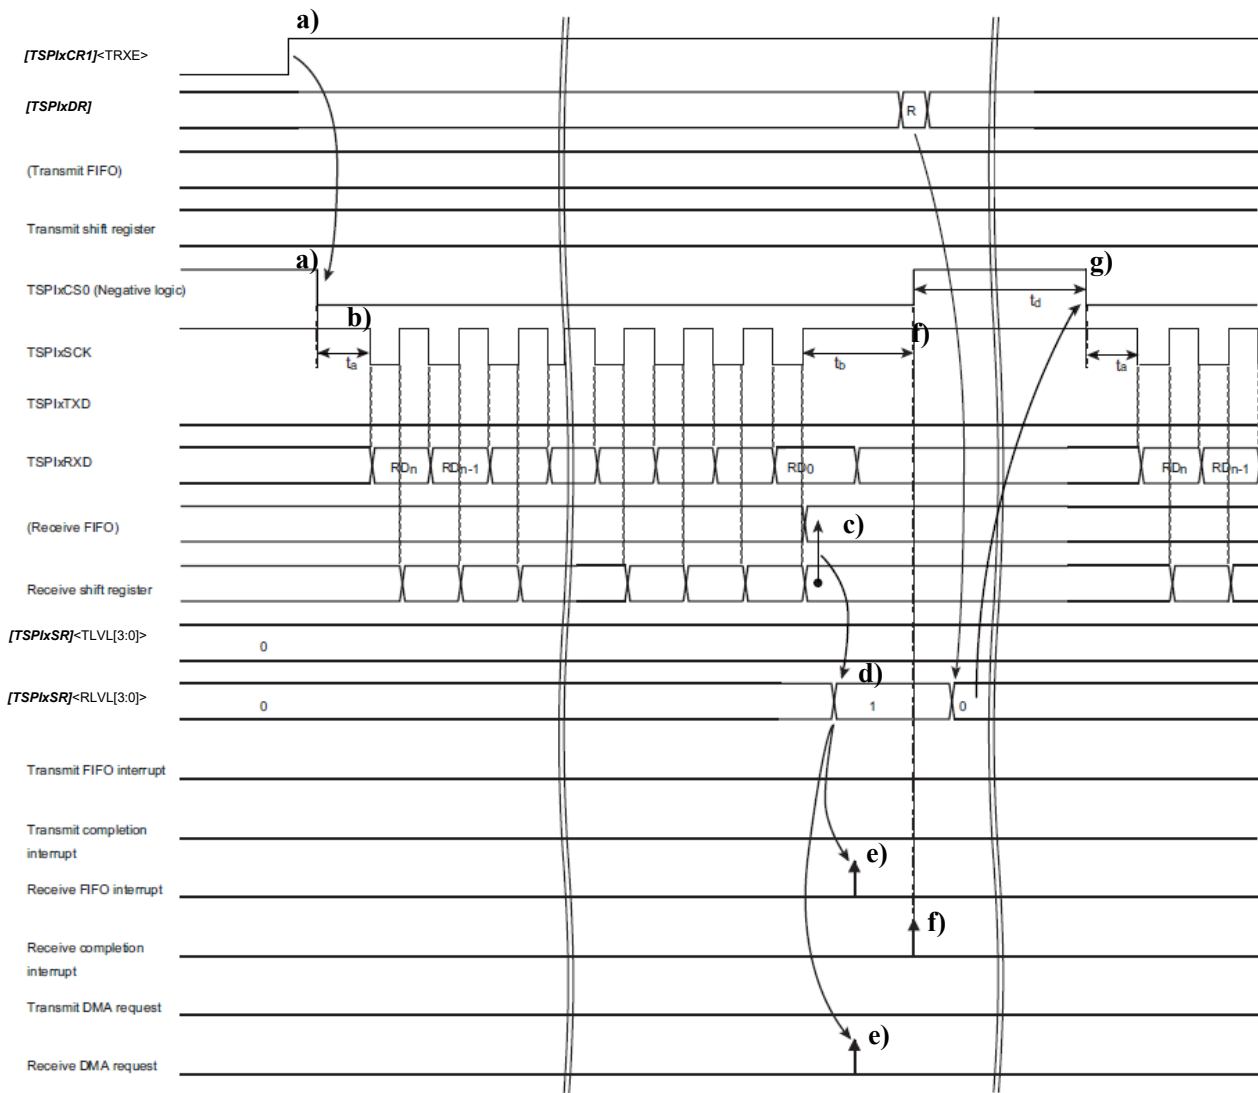 a)
[TSPIxCR1]<TRXE>
[TSPIxDR]
R
(Transmit FIFO)
Transmit shift register
a)
g)
TSPIxCS0 (Negative logic)
td
b)
f)
TSPIxSCK
ta
tb
ta
TSPIxTXD
TSPIxRXD
RDn
RDn-1
RD0
RDn
RDn-1
(Receive FIFO)
c)
Receive shift register
[TSPIxSR]<TLVL[3:0]>
0
d)
[TSPIxSR]<RLVL[3:0]>
0
1
0
Transmit FIFO interrupt
Transmit completion
interrupt
e)
Receive FIFO interrupt
f)
Receive completion
interrupt
Transmit DMA request
e)
Receive DMA request